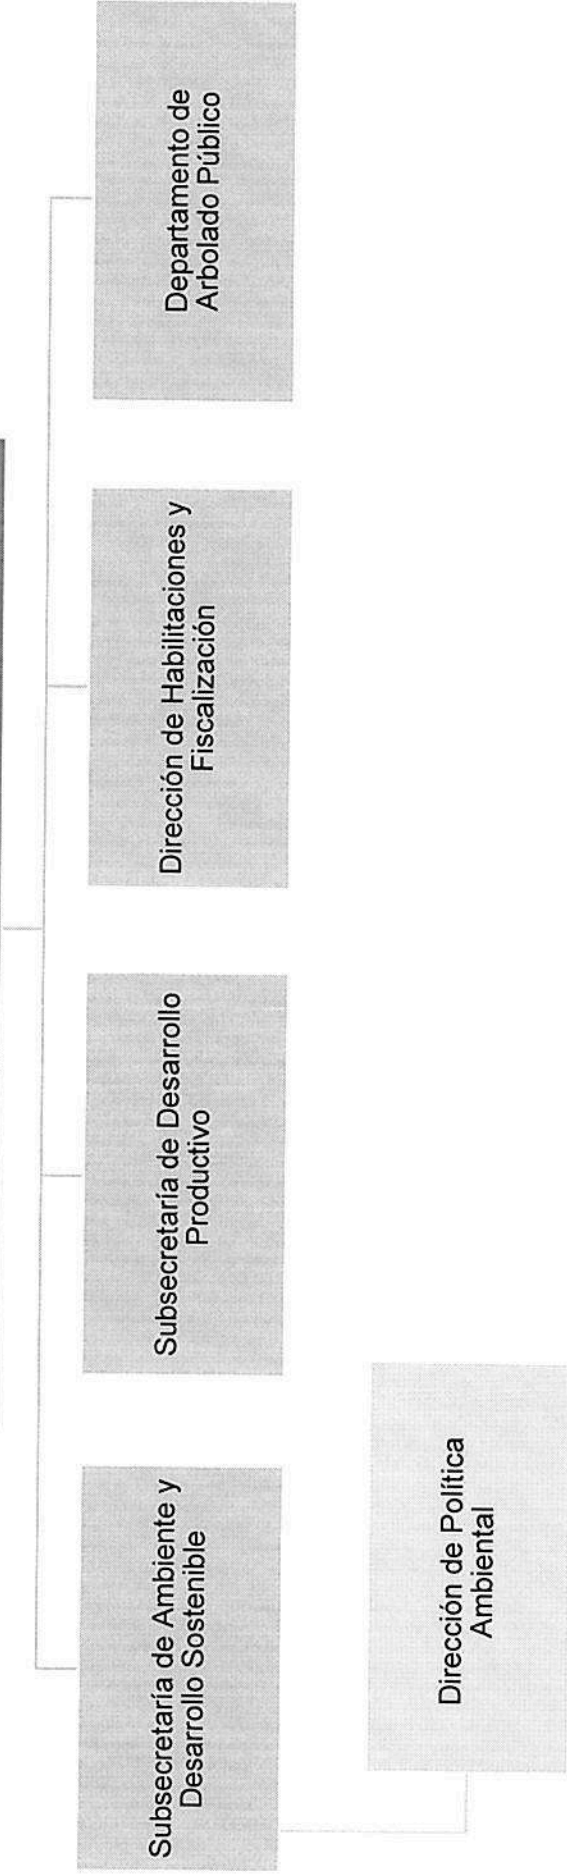 Subsecretaría de Ambiente y
Desarrollo Sostenible
Subsecretaría de Desarrollo
Productivo
Dirección de Habilitaciones y
Fiscalización
Departamento de
Arbolado Público
Dirección de Política
Ambiental